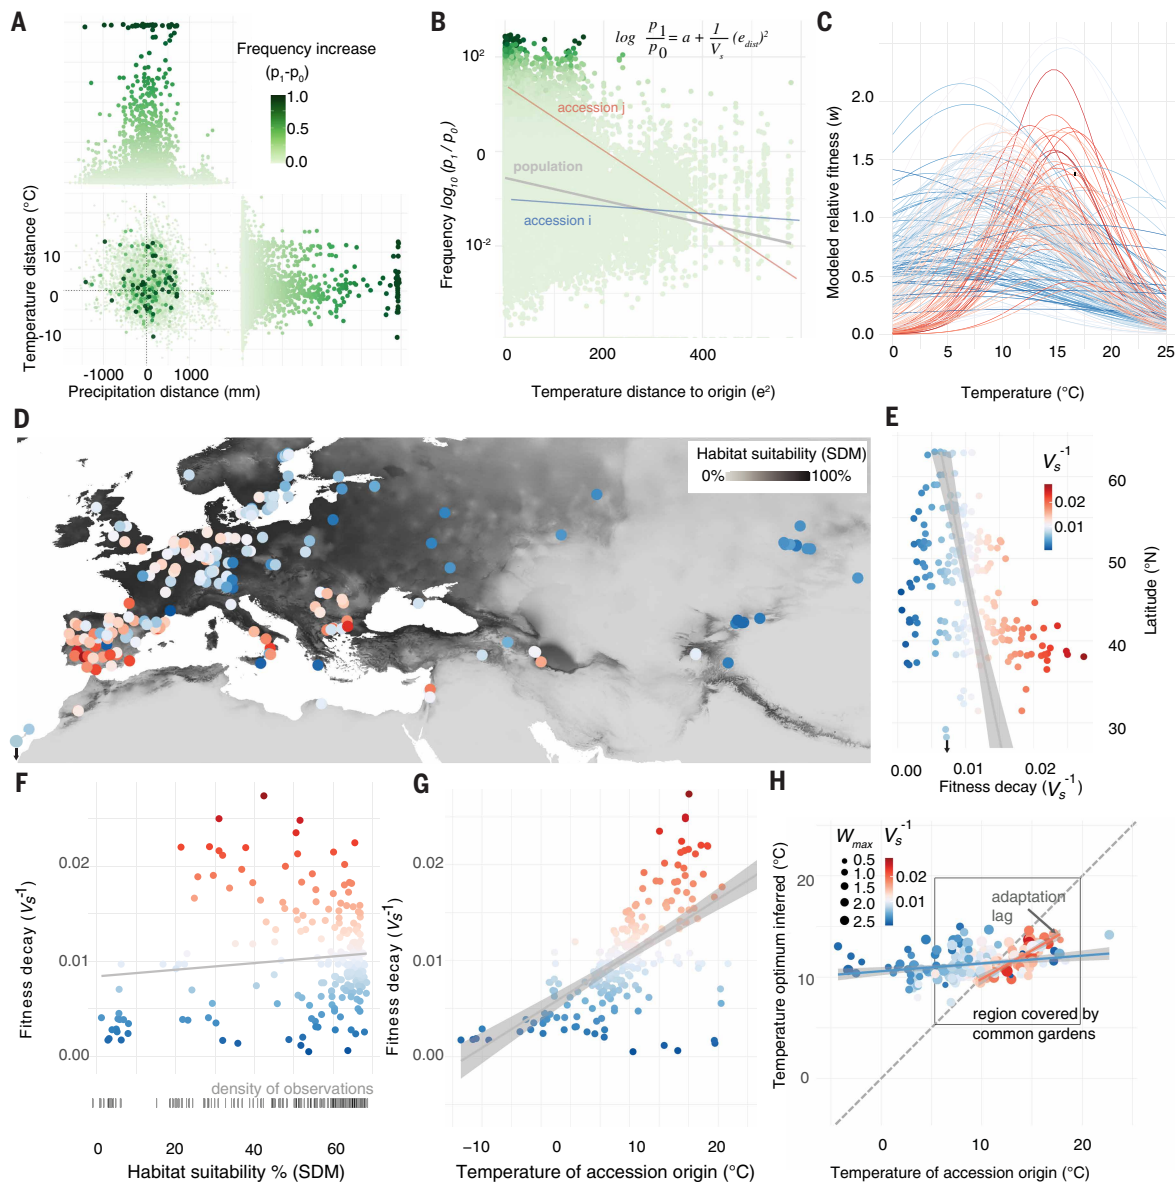 A
Frequency increase
(p1-p0)
1.0
0.5
0.0
Temperature distance (°C)
10
0
-10
-1000
0
1000
Precipitation distance (mm)
B
log p1/p0 = a + 1/Vs (edist)2
10²
0
10-2
Frequency log10 (p1 / p0)
accession j
population
accession i
0
200
400
Temperature distance to origin (e²)
C
Modeled relative fitness (w)
2.0
1.5
1.0
0.5
0.0
0
5
10
15
20
25
Temperature (°C)
D
Habitat suitability (SDM)
0%
100%
E
Vs-1
0.02
0.01
60
50
40
30
Latitude (°N)
0.00
0.01
0.02
Fitness decay (Vs-1)
F
Fitness decay (Vs-1)
0.02
0.01
0.00
density of observations
0
20
40
60
Habitat suitability % (SDM)
G
Fitness decay (Vs-1)
0.02
0.01
0.00
−10
0
10
20
Temperature of accession origin (°C)
H
Wmax
0.5
1.0
1.5
2.0
2.5
Vs-1
0.02
0.01
Temperature optimum inferred (°C)
20
10
0
adaptation
lag
region covered by
common gardens
0
10
20
Temperature of accession origin (°C)